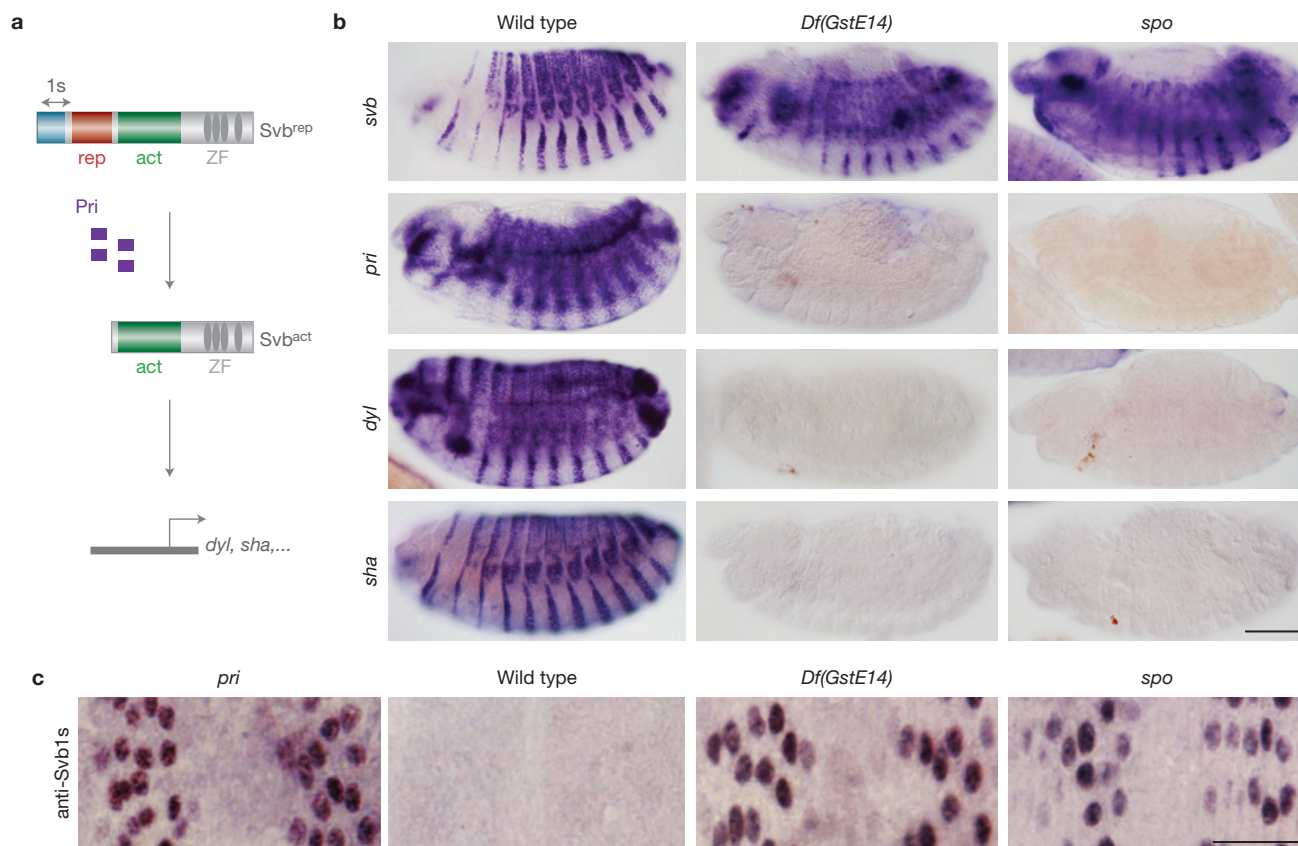 a
1s
Svbrep
rep act ZF
Pri
Svbact
act ZF
dyl, sha,...
b
Wild type Df(GstE14) spo
svb
pri
dyl
sha
c
pri Wild type Df(GstE14) spo
anti-Svb1s